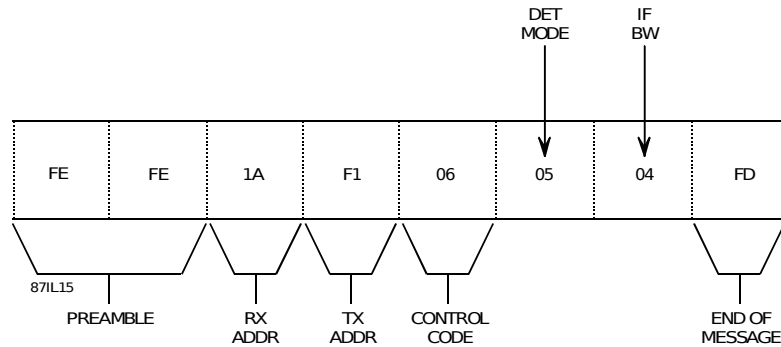 DET
MODE
IF
BW
FE FE 1A F1 06 05 04 FD
87IL15
PREAMBLE
RX
ADDR
TX
ADDR
CONTROL
CODE
END OF
MESSAGE